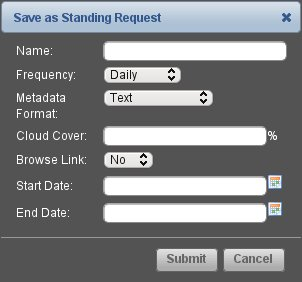 Save as Standing Request
Name:
Frequency: Daily
Metadata Format: Text
Cloud Cover: %
Browse Link: No
Start Date:
End Date:
Submit Cancel